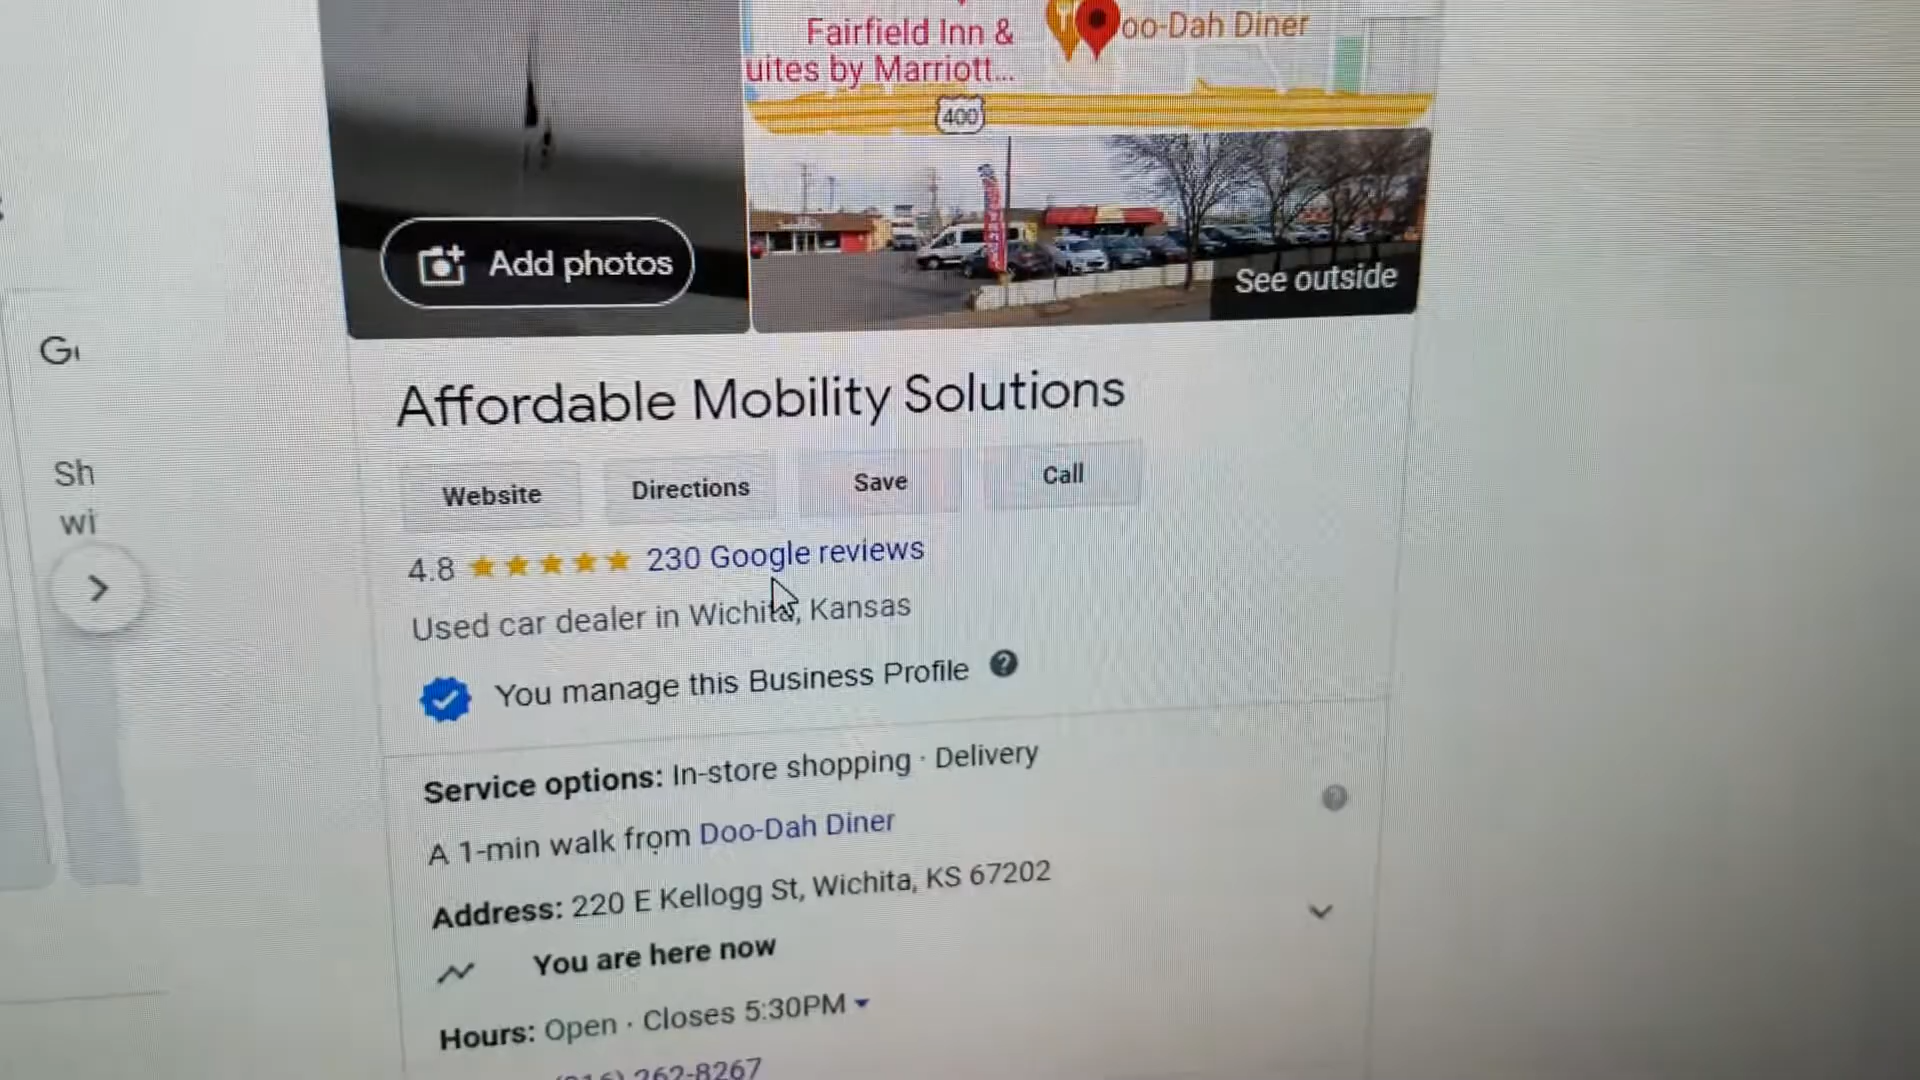 Fairfield Inn &
uites by Marriott...
oo-Dah Diner
400
Add photos
See outside
Affordable Mobility Solutions
Website
Directions
Save
Call
4.8
230 Google reviews
Used car dealer in Wichita, Kansas
You manage this Business Profile
Service options: In-store shopping · Delivery
A 1-min walk from Doo-Dah Diner
Address: 220 E Kellogg St, Wichita, KS 67202
You are here now
Hours: Open · Closes 5:30PM
262-8267
Sh
wi